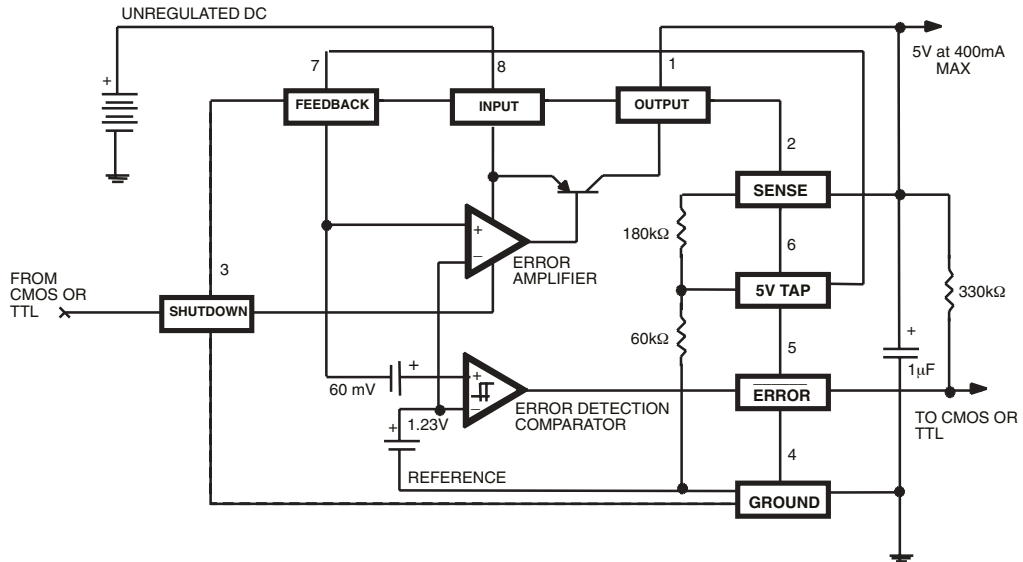 UNREGULATED DC
5V at 400mA
MAX
7
8
1
FEEDBACK
INPUT
OUTPUT
+
2
SENSE
180kΩ
6
+
−
ERROR
AMPLIFIER
3
FROM
CMOS OR
TTL
SHUTDOWN
5V TAP
330kΩ
60kΩ
5
+
1µF
60 mV
+
+
−
ERROR
ERROR DETECTION
COMPARATOR
TO CMOS OR
TTL
+
1.23V
4
REFERENCE
GROUND